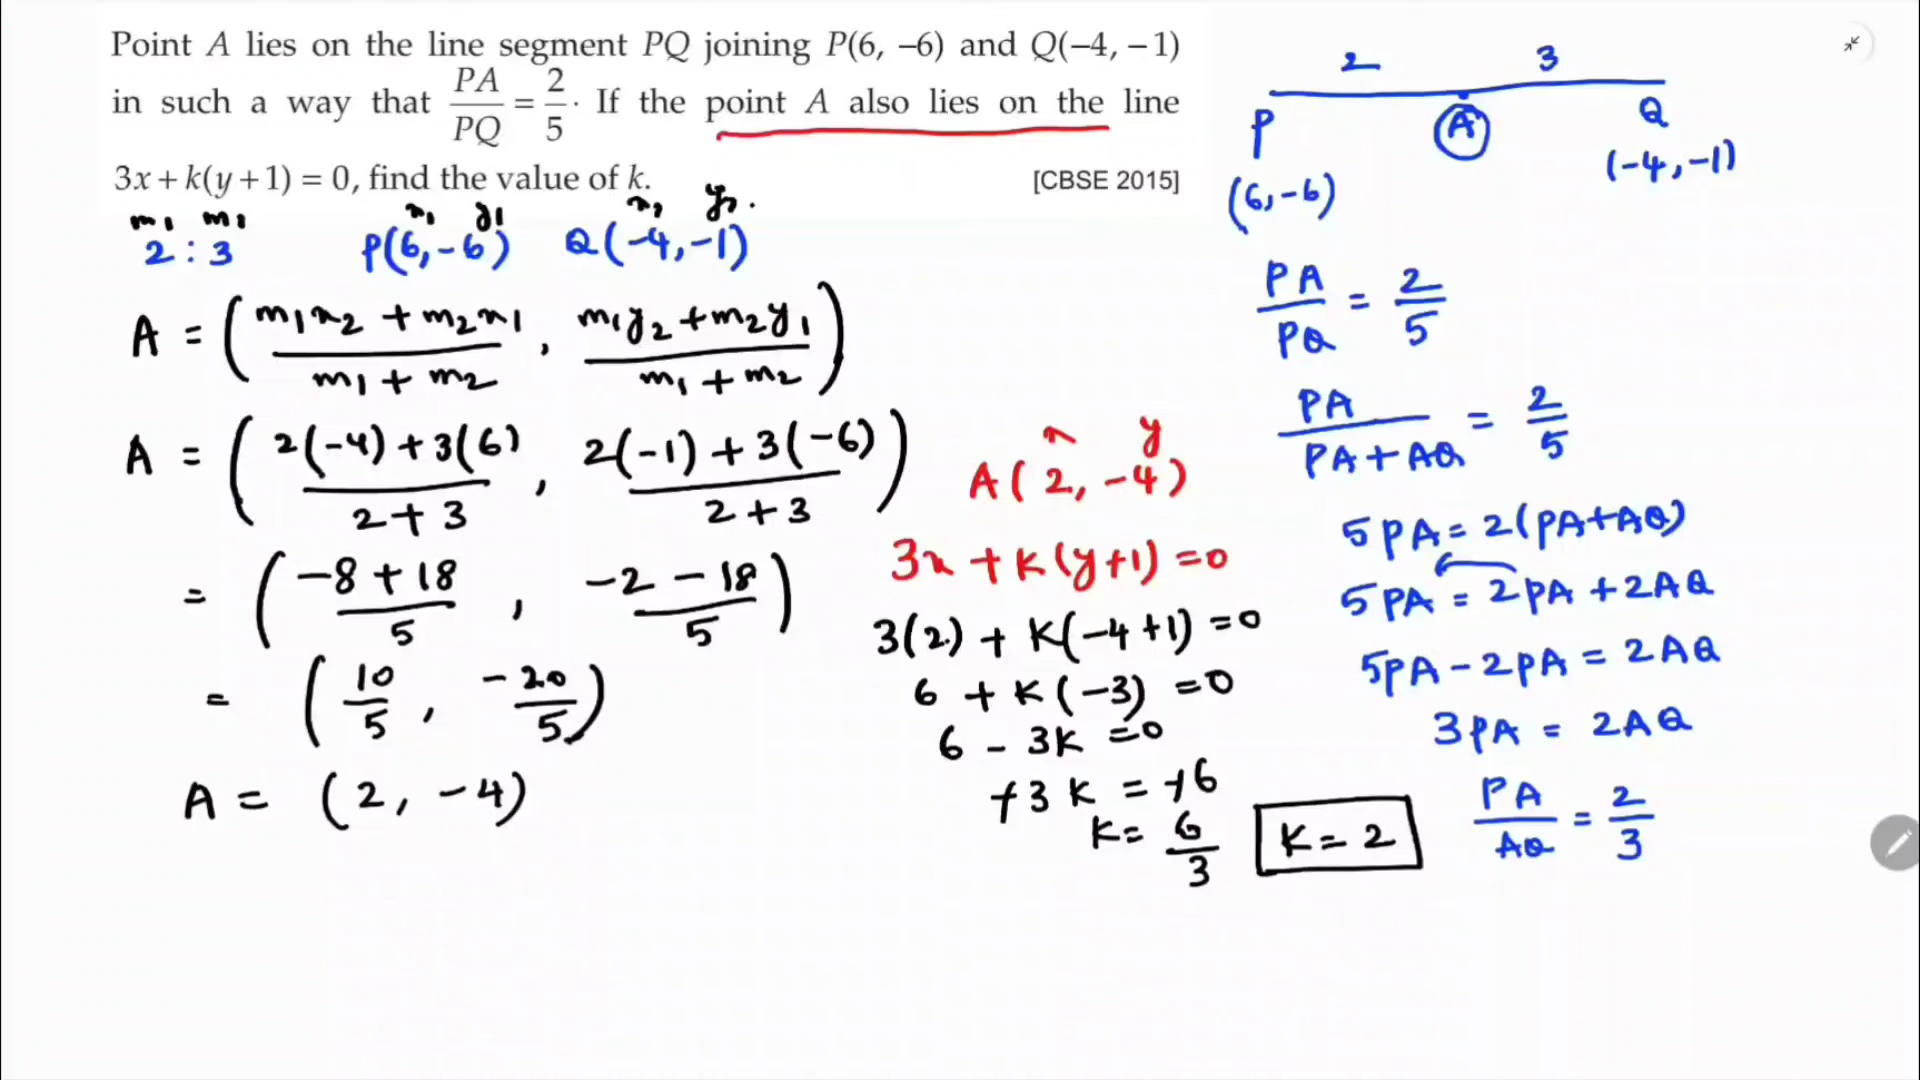 Point A lies on the line segment PQ joining P(6, –6) and Q(–4, –1)
in such a way that PA/PQ = 2/5. If the point A also lies on the line
3x + k(y + 1) = 0, find the value of k. [CBSE 2015]
m1 m2
2 : 3
x1 y1 x2 y2.
P(6, -6) Q(-4, -1)
A = ( m1x2 + m2x1 / m1 + m2 , m1y2 + m2y1 / m1 + m2 )
A = ( 2(-4) + 3(6) / 2 + 3 , 2(-1) + 3(-6) / 2 + 3 )
= ( -8 + 18 / 5 , -2 - 18 / 5 )
= ( 10/5 , -20/5 )
A = (2, -4)
x y
A(2, -4)
3x + K(y+1) = 0
3(2) + K(-4+1) = 0
6 + K(-3) = 0
6 - 3K = 0
+3K = +6
K = 6/3
K = 2
2 3
P A Q
(6, -6) (-4, -1)
PA/PQ = 2/5
PA / PA + AQ = 2/5
5PA = 2(PA+AQ)
5PA = 2PA + 2AQ
5PA - 2PA = 2AQ
3PA = 2AQ
PA/AQ = 2/3